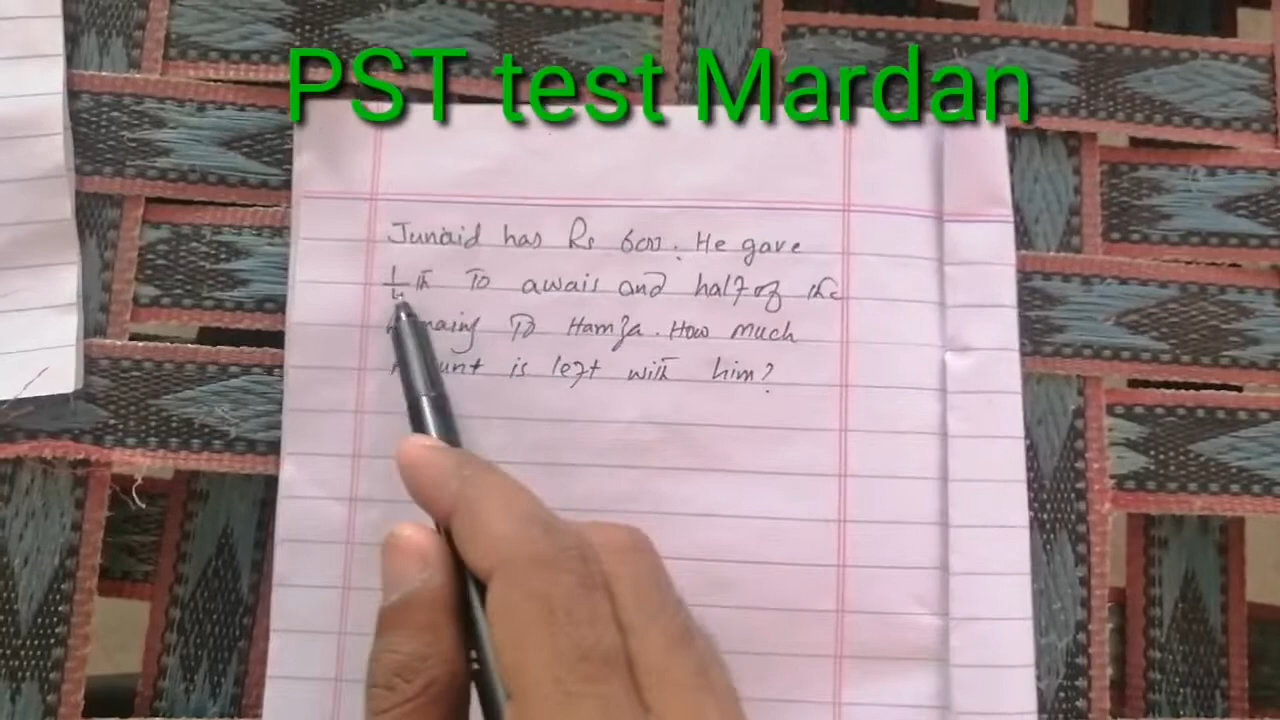 PST test Mardan
Junaid has Rs 600. He gave
1/4th To awais and half of the
To Hamza. How much
is left with him?